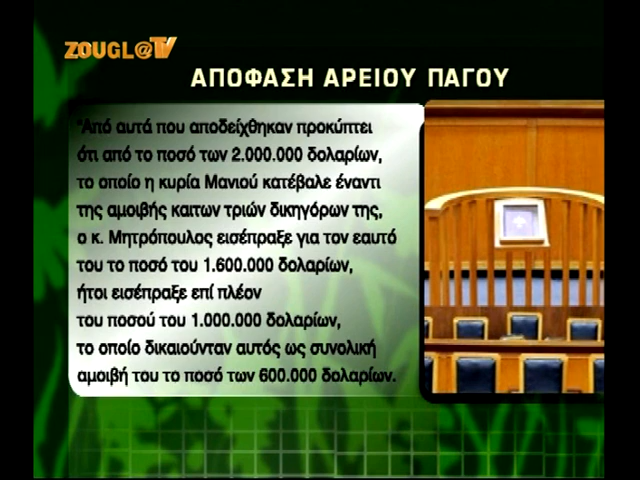 ZOUGL@TV
ΑΠΟΦΑΣΗ ΑΡΕΙΟΥ ΠΑΓΟΥ
"Από αυτά που αποδείχθηκαν προκύπτει
ότι από το ποσό των 2.000.000 δολαρίων,
το οποίο η κυρία Μανιού κατέβαλε έναντι
της αμοιβής καιτων τριών δικηγόρων της,
ο κ. Μητρόπουλος εισέπραξε για τον εαυτό
του το ποσό του 1.600.000 δολαρίων,
ήτοι εισέπραξε επί πλέον
του ποσού του 1.000.000 δολαρίων,
το οποίο δικαιούνταν αυτός ως συνολική
αμοιβή του το ποσό των 600.000 δολαρίων.